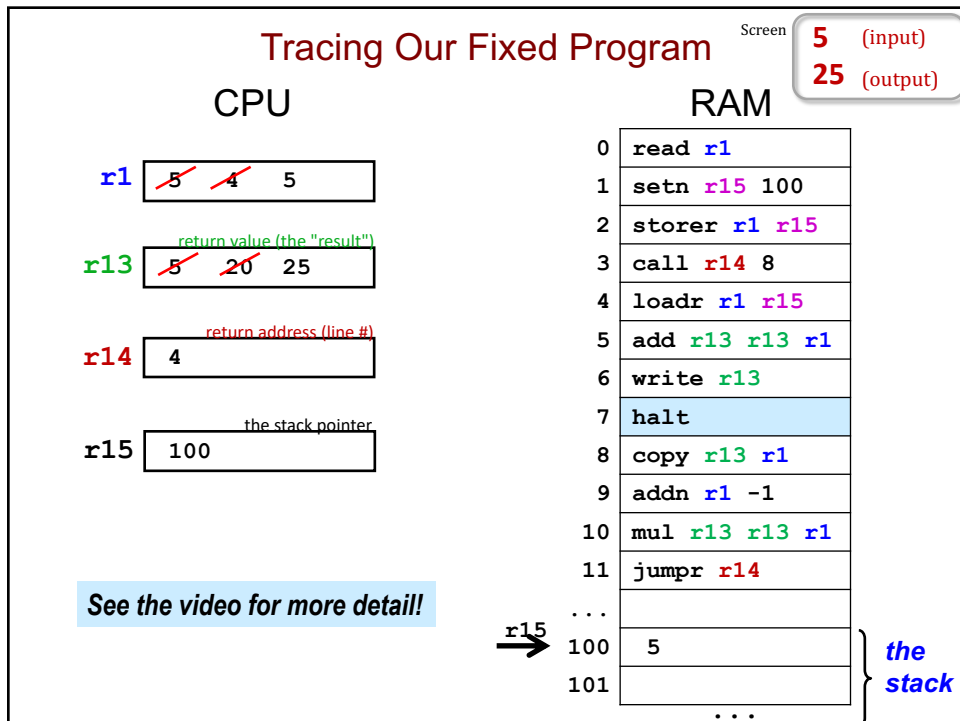 Tracing Our Fixed Program
Screen
5 (input)
25 (output)
CPU
r1 5 4 5
return value (the "result")
r13 5 20 25
return address (line #)
r14 4
the stack pointer
r15 100
See the video for more detail!
RAM
0 read r1
1 setn r15 100
2 storer r1 r15
3 call r14 8
4 loadr r1 r15
5 add r13 r13 r1
6 write r13
7 halt
8 copy r13 r1
9 addn r1 -1
10 mul r13 r13 r1
11 jumpr r14
...
r15
100 5
101
...
the
stack